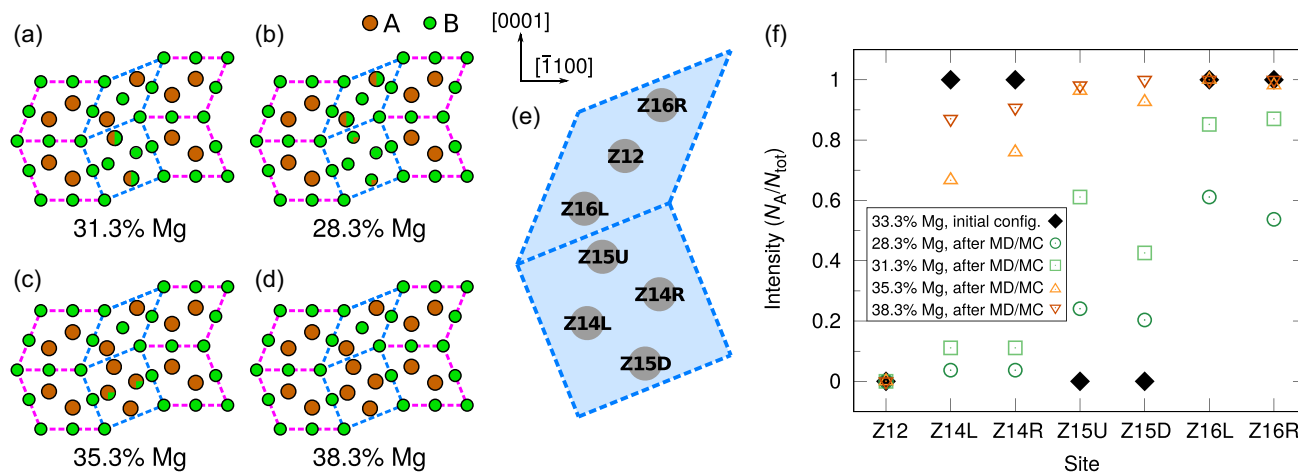 (a)
A
B
(b)
31.3% Mg
28.3% Mg
(c)
(d)
35.3% Mg
38.3% Mg
[0001]
[1̄100]
(e)
Z16R
Z12
Z16L
Z15U
Z14R
Z14L
Z15D
(f)
Intensity (N_A/N_tot)
1
0.8
0.6
0.4
0.2
0
33.3% Mg, initial config.
28.3% Mg, after MD/MC
31.3% Mg, after MD/MC
35.3% Mg, after MD/MC
38.3% Mg, after MD/MC
Z12 Z14L Z14R Z15U Z15D Z16L Z16R
Site